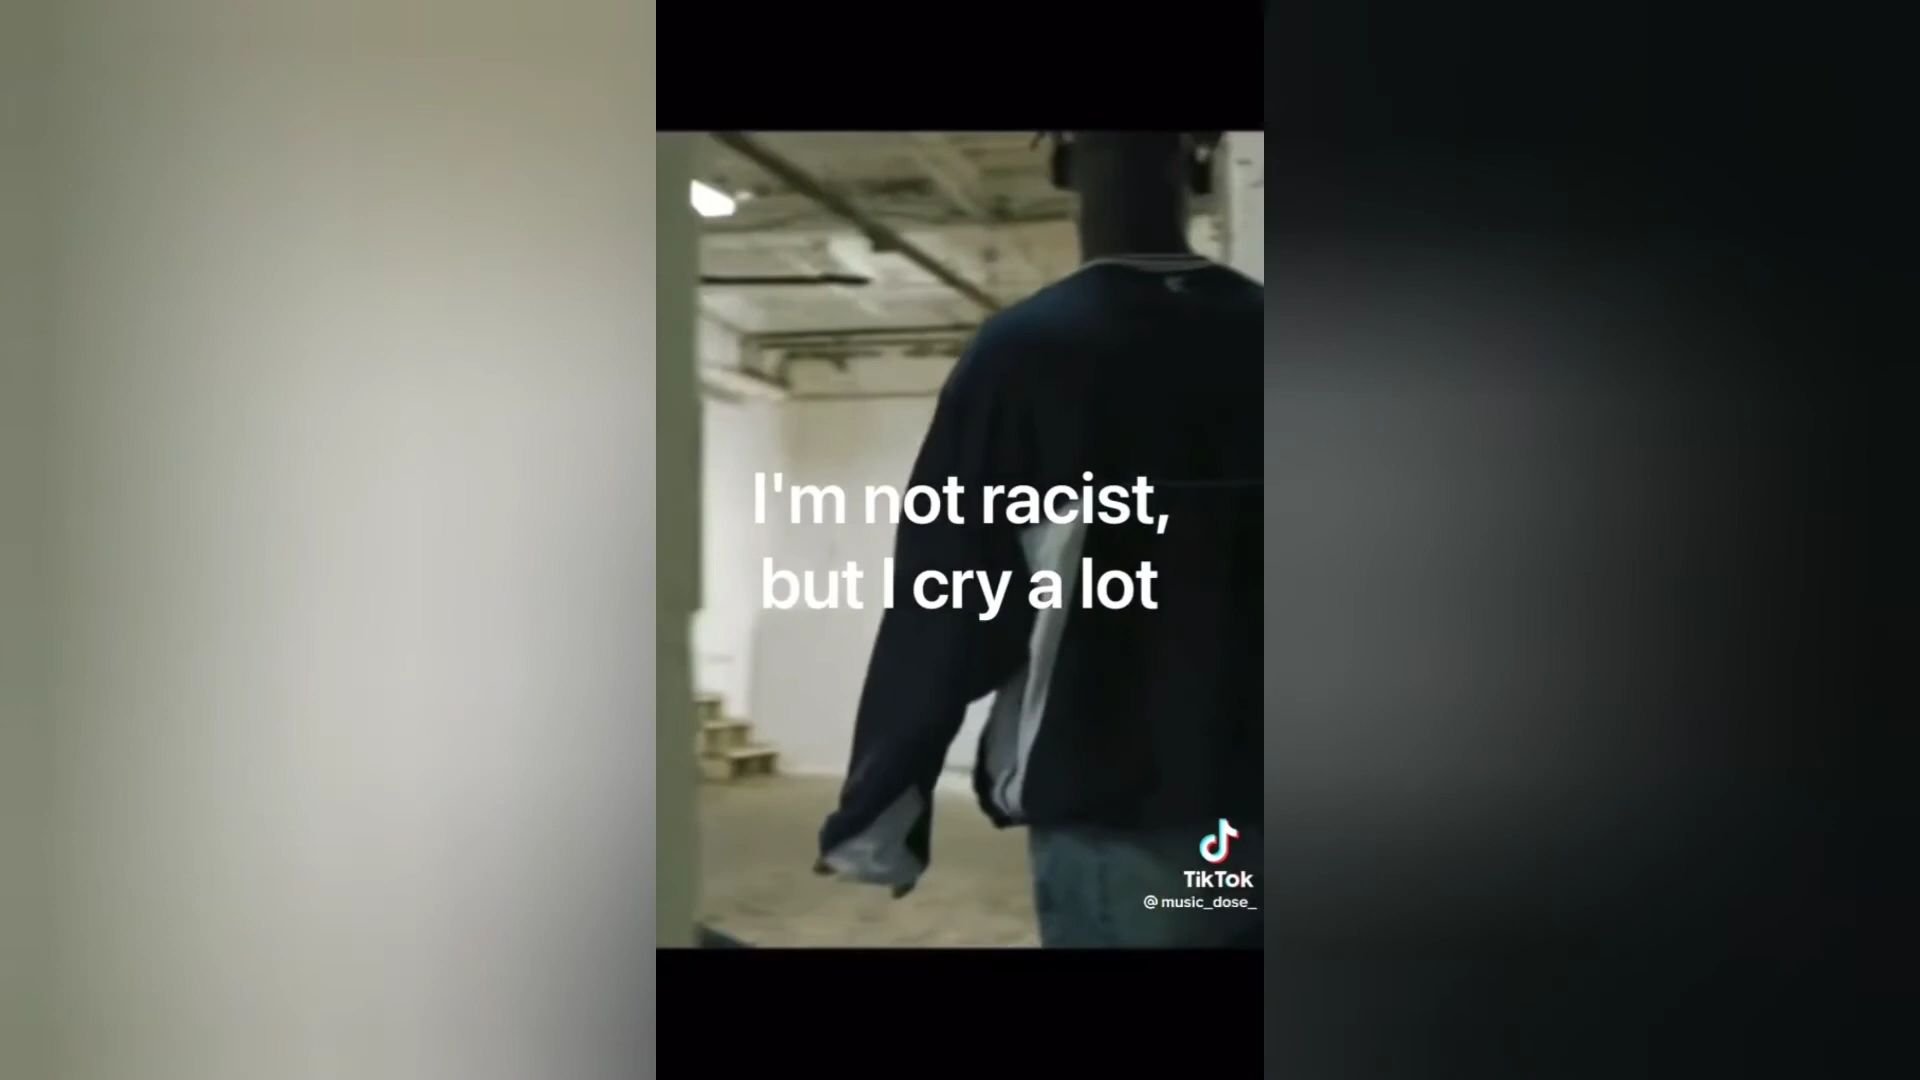 I'm not racist,
but I cry a lot
TikTok
@music_dose_